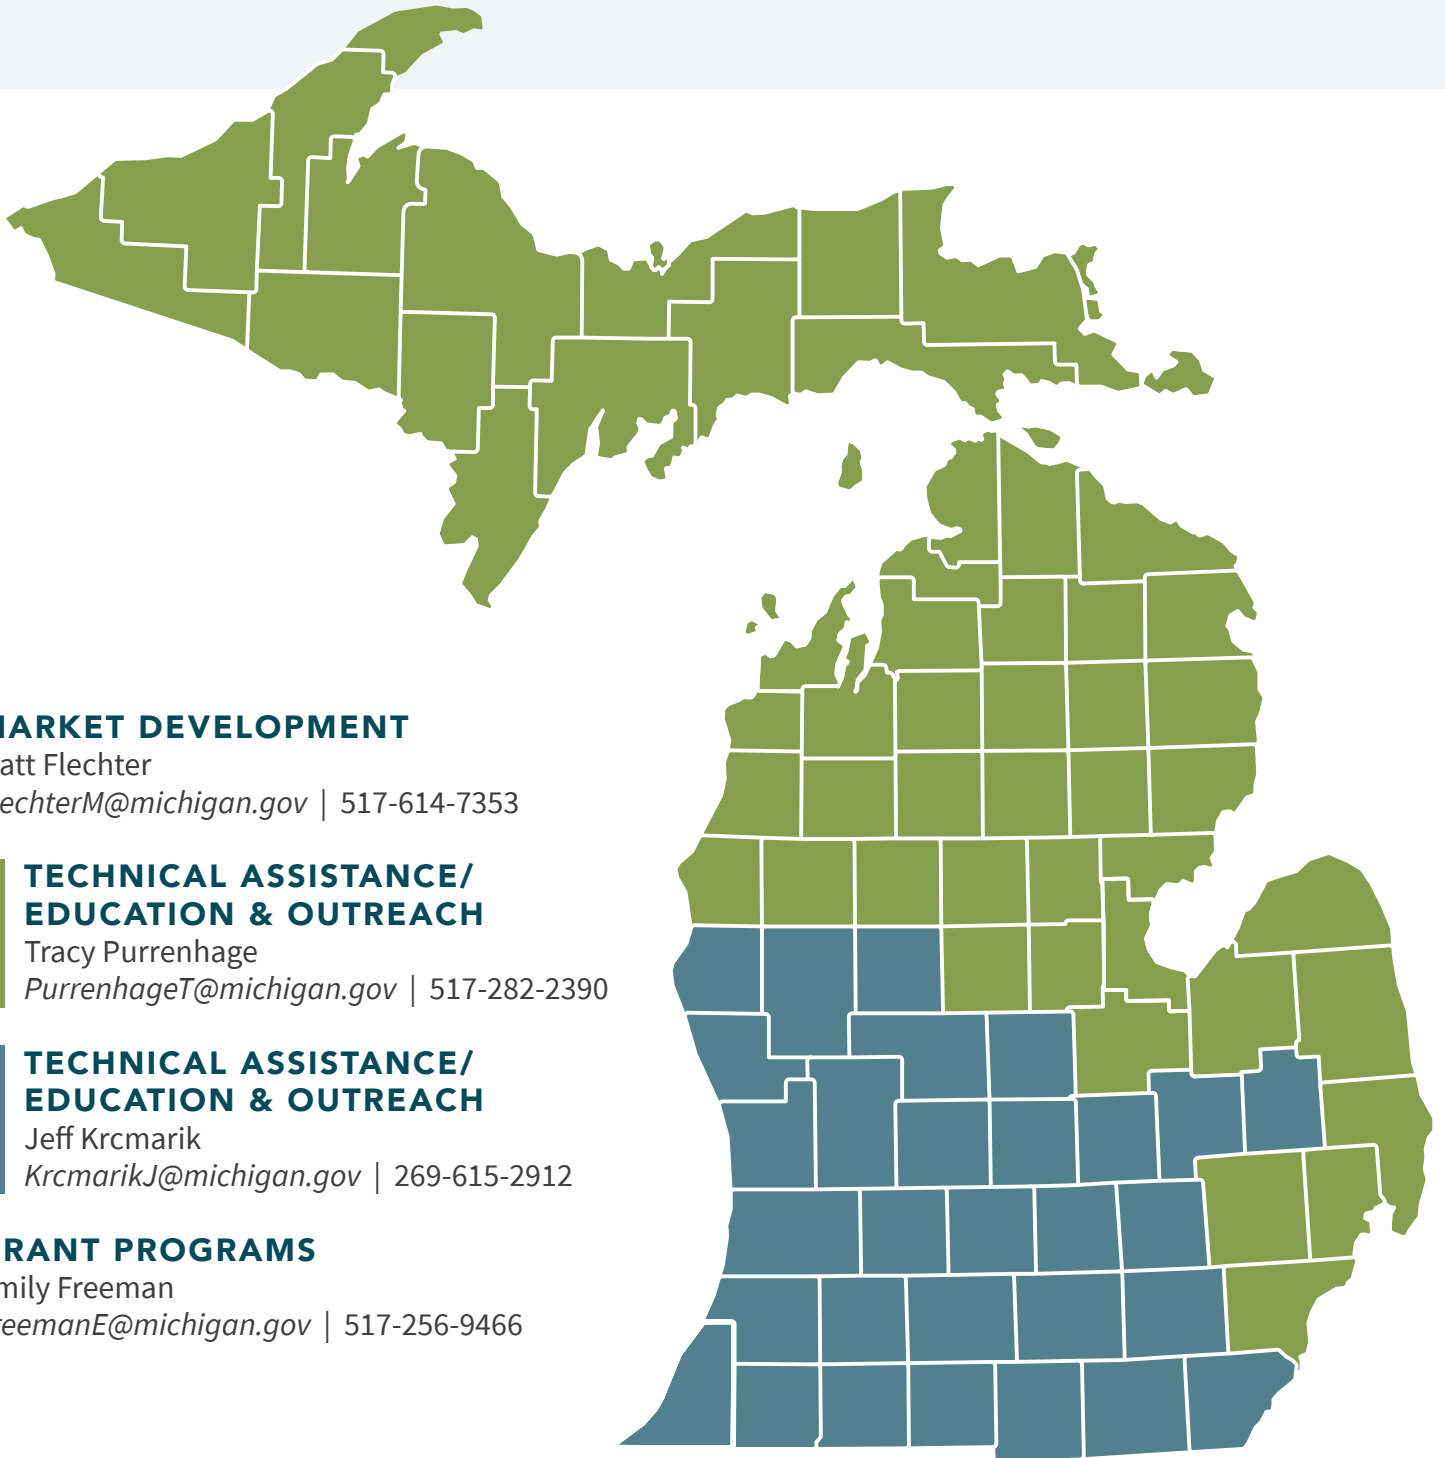 MARKET DEVELOPMENT
att Flechter
echterM@michigan.gov | 517-614-7353
TECHNICAL ASSISTANCE/
EDUCATION & OUTREACH
Tracy Purrenhage
PurrenhageT@michigan.gov | 517-282-2390
TECHNICAL ASSISTANCE/
EDUCATION & OUTREACH
Jeff Krcmarik
KrcmarikJ@michigan.gov | 269-615-2912
RANT PROGRAMS
mily Freeman
reemanE@michigan.gov | 517-256-9466